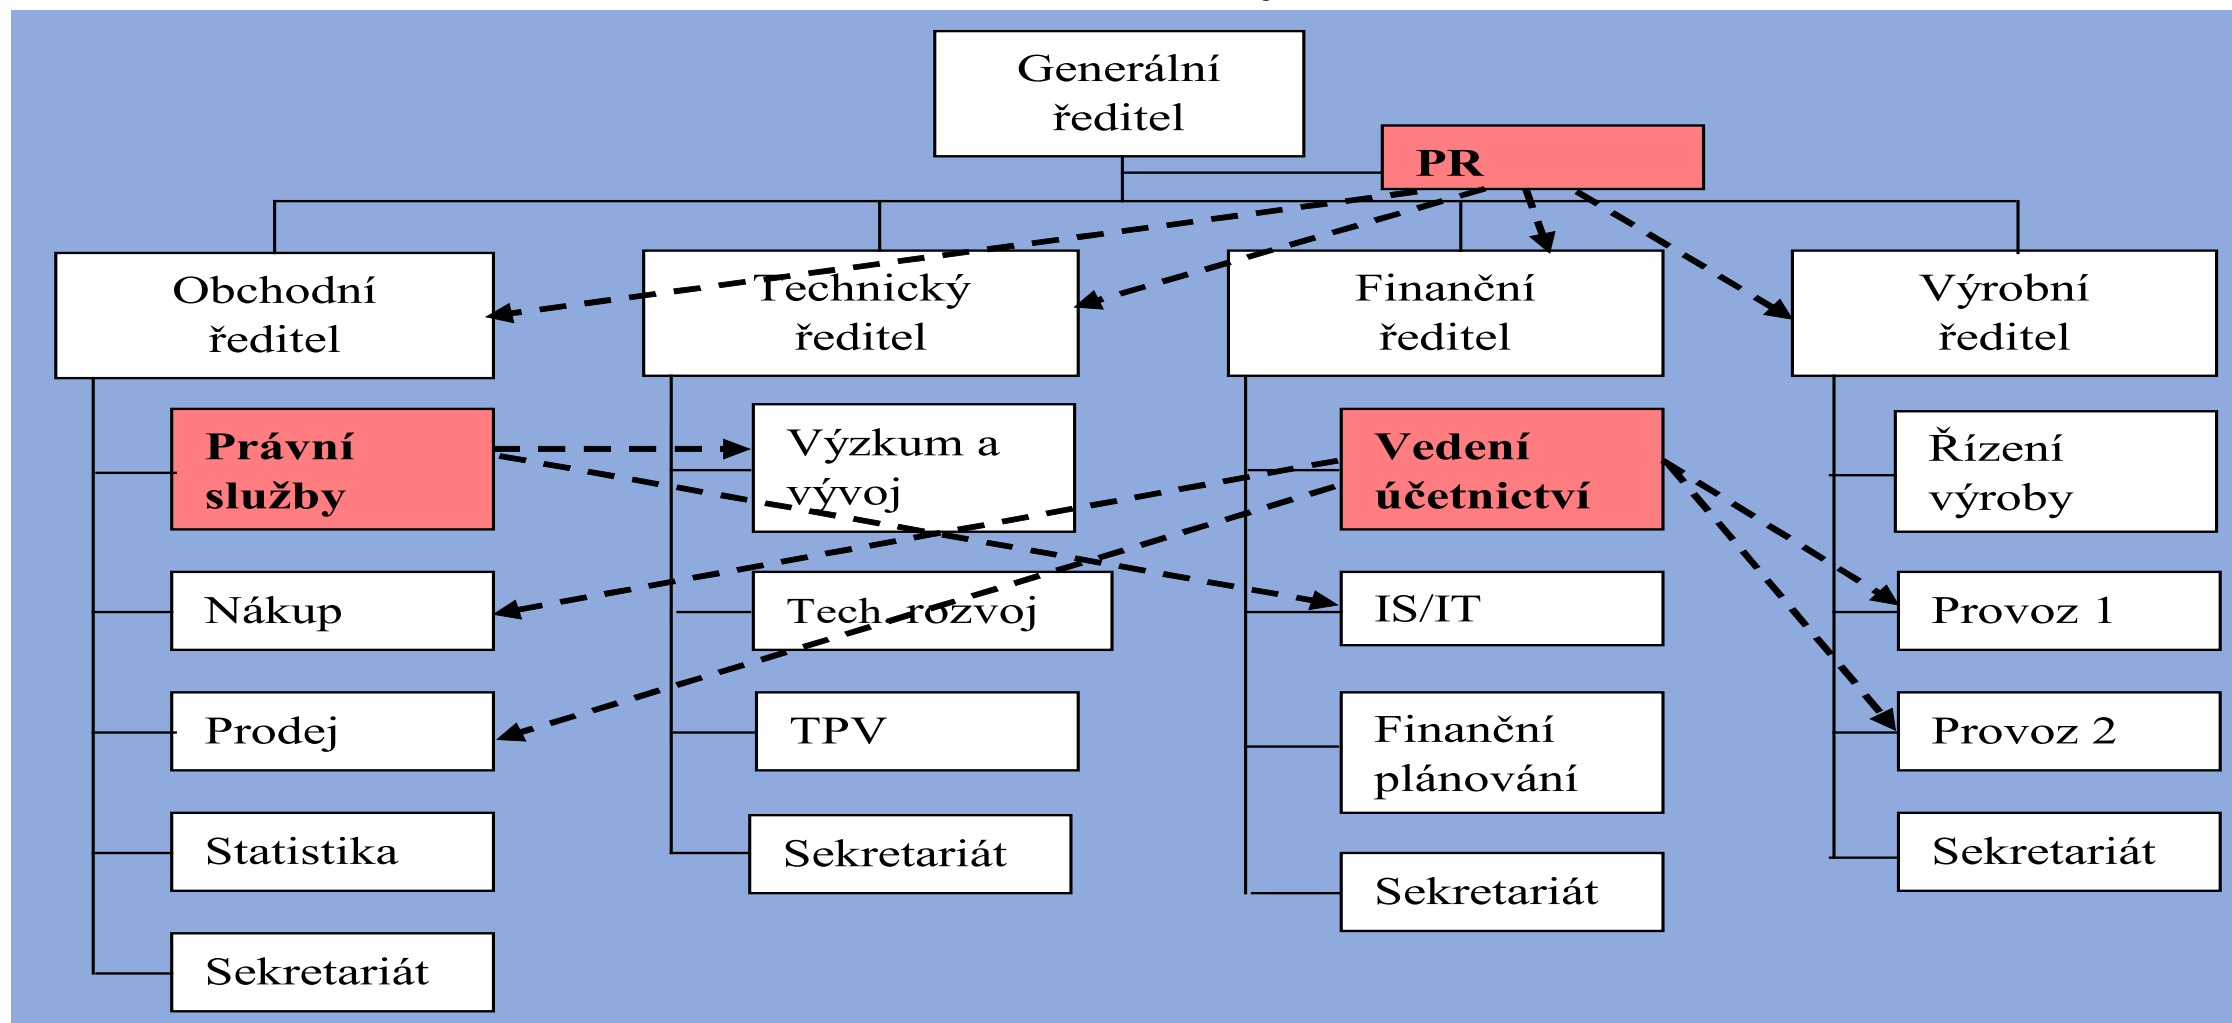 Generální
ředitel
PR
Obchodní
ředitel
Technický
ředitel
Finanční
ředitel
Výrobní
ředitel
Právní
služby
Nákup
Prodej
Statistika
Sekretariát
Výzkum a
vývoj
Tech. rozvoj
TPV
Sekretariát
Vedení
účetnictví
IS/IT
Finanční
plánování
Sekretariát
Řízení
výroby
Provoz 1
Provoz 2
Sekretariát